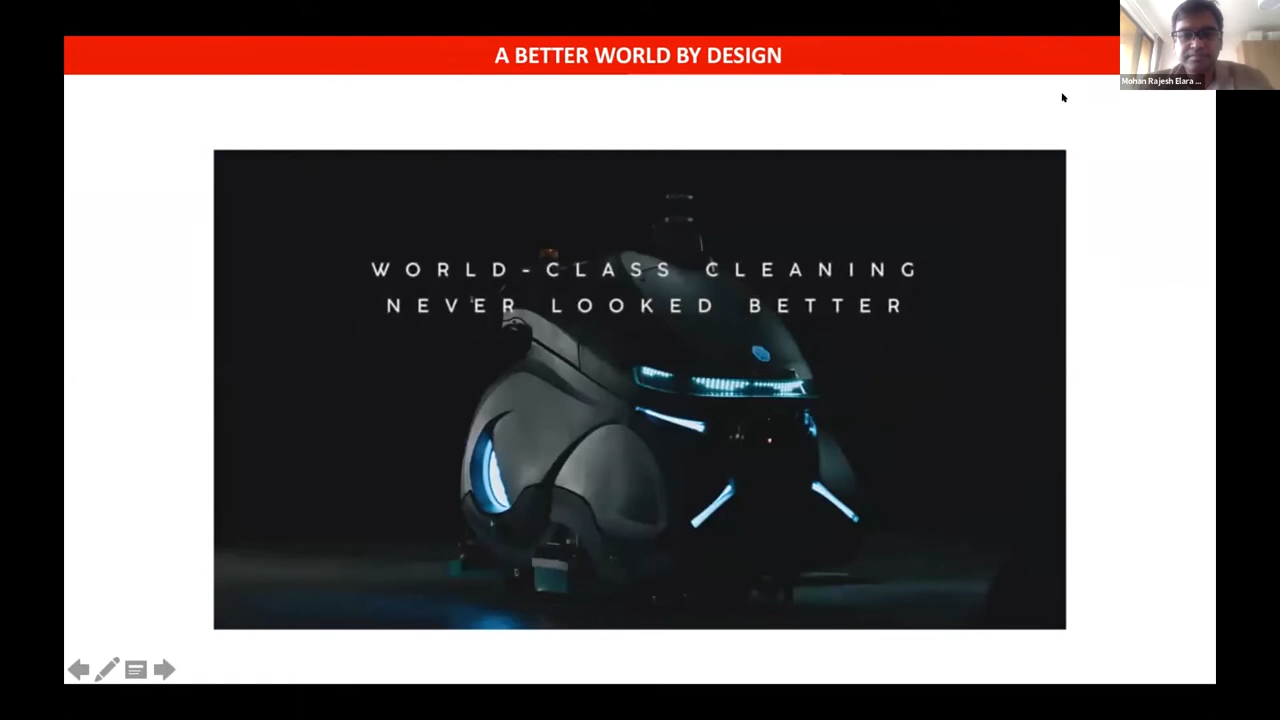 A BETTER WORLD BY DESIGN
Mohan Rajesh Elara ...
WORLD-CLASS CLEANING
NEVER LOOKED BETTER